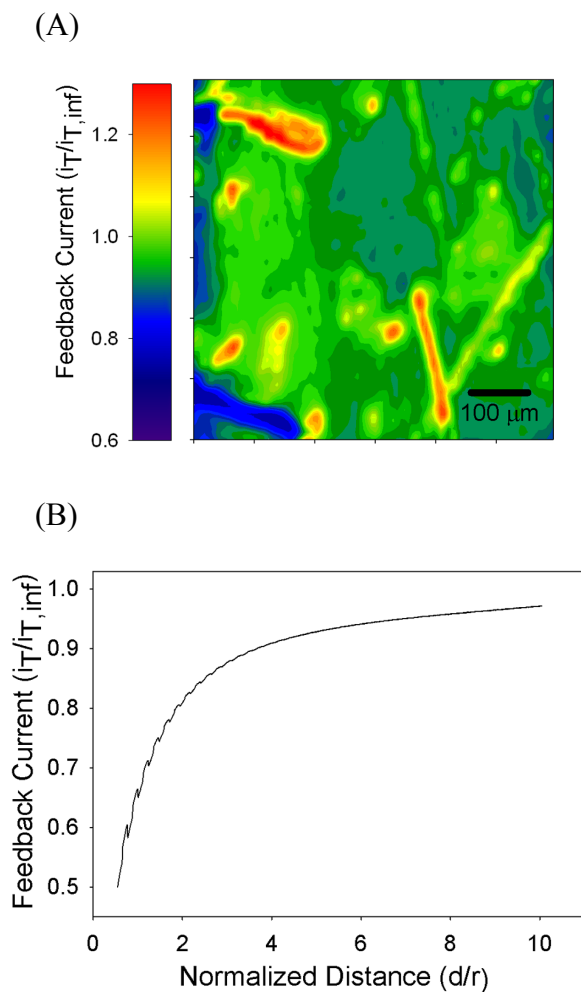 (A)
Feedback Current (iT/iT,inf)
1.2
1.0
0.8
0.6
100 μm
(B)
Feedback Current (iT/iT,inf)
1.0
0.9
0.8
0.7
0.6
0.5
0 2 4 6 8 10
Normalized Distance (d/r)